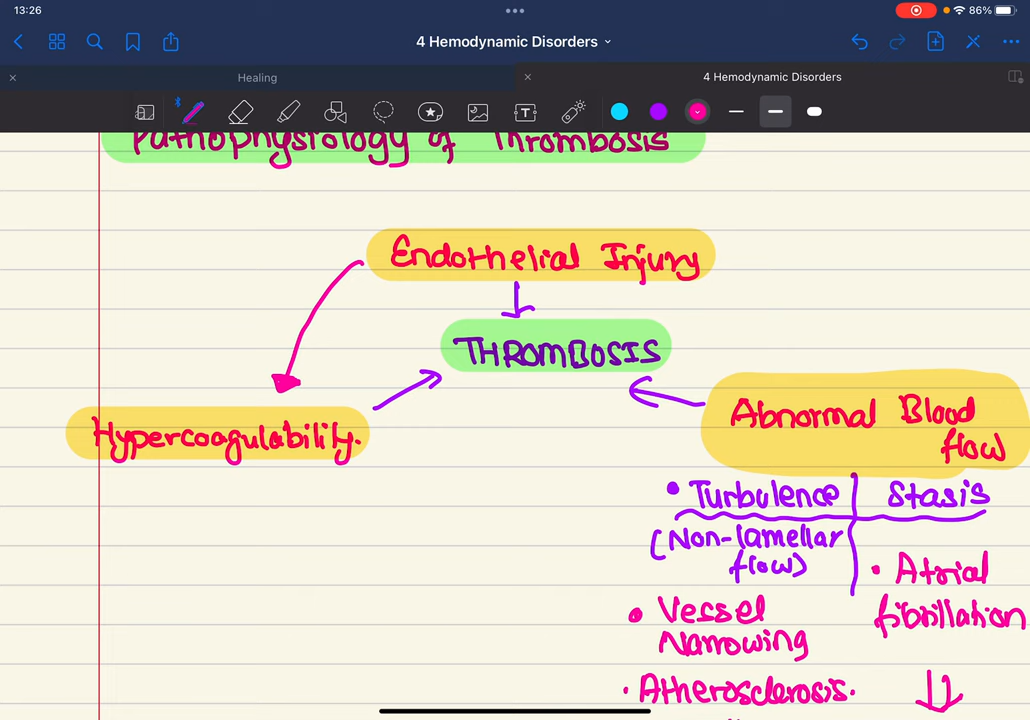 13:26
86%
4 Hemodynamic Disorders
Healing
4 Hemodynamic Disorders
Pathophysiology of Thrombosis
Endothelial Injury
THROMBOSIS
Hypercoagulability.
Abnormal Blood
flow
• Turbulence
(Non-lamellar
flow)
• Vessel
Narrowing
• Atherosclerosis.
Stasis
• Atrial
fibrillation